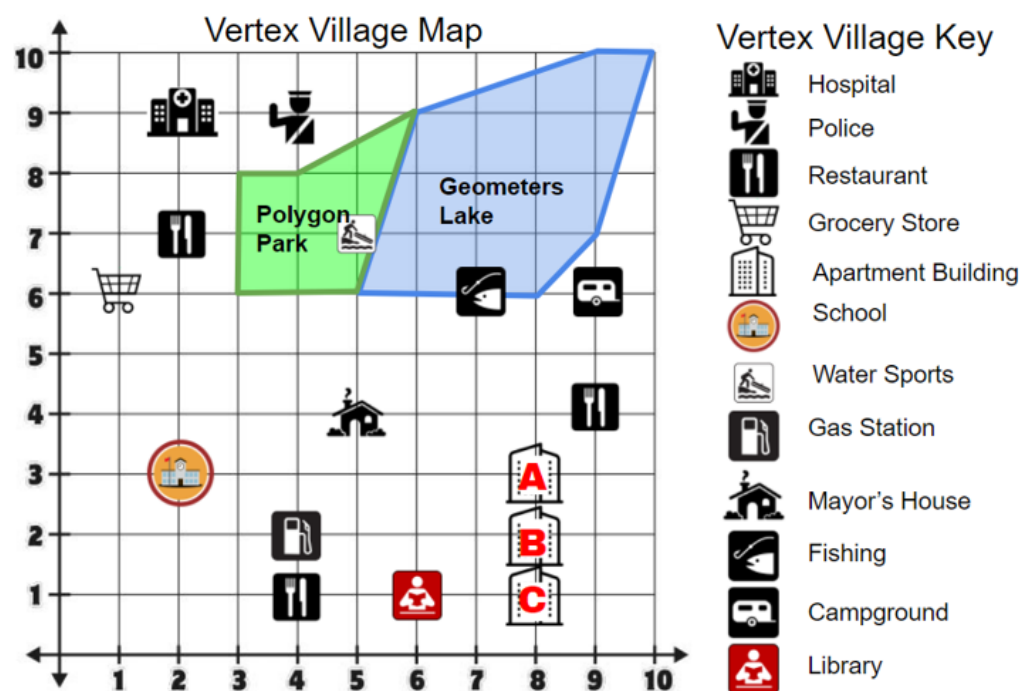 Vertex Village Map
10
9
8
7
6
5
4
3
2
1
Polygon
Park
Geometers
Lake
A
B
C
1 2 3 4 5 6 7 8 9 10
Vertex Village Key
Hospital
Police
Restaurant
Grocery Store
Apartment Building
School
Water Sports
Gas Station
Mayor's House
Fishing
Campground
Library